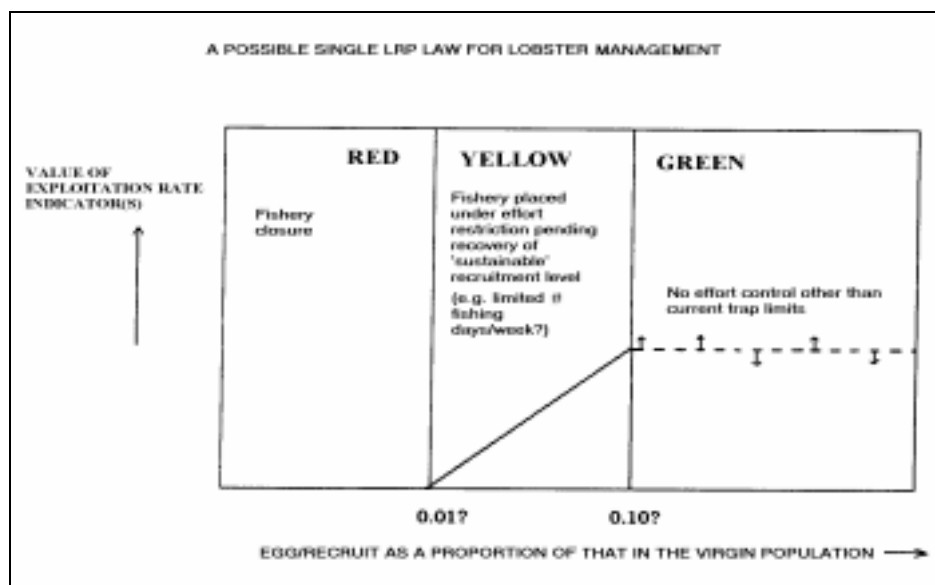 A POSSIBLE SINGLE LRP LAW FOR LOBSTER MANAGEMENT
VALUE OF
EXPLOITATION RATE
INDICATOR(S)
RED
Fishery
closure
YELLOW
Fishery placed
under effort
restriction pending
recovery of
'sustainable'
recruitment level
(e.g. limited #
fishing
days/week?)
GREEN
No effort control other than
current trap limits
0.01?
0.10?
EGG/RECRUIT AS A PROPORTION OF THAT IN THE VIRGIN POPULATION